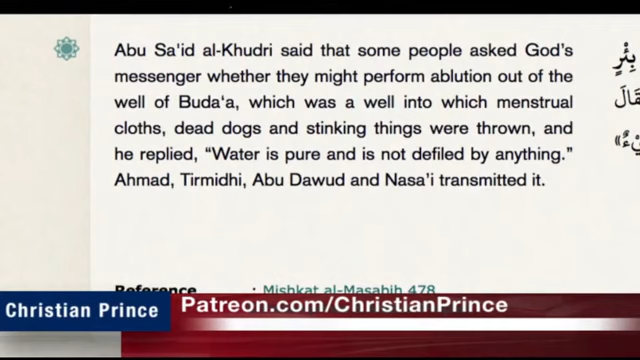 Abu Sa'id al-Khudri said that some people asked God's
messenger whether they might perform ablution out of the
well of Buda'a, which was a well into which menstrual
cloths, dead dogs and stinking things were thrown, and
he replied, “Water is pure and is not defiled by anything.”
Ahmad, Tirmidhi, Abu Dawud and Nasa'i transmitted it.
بِئْرِ
Reference : Mishkat al-Masabih 478
Christian Prince
Patreon.com/ChristianPrince